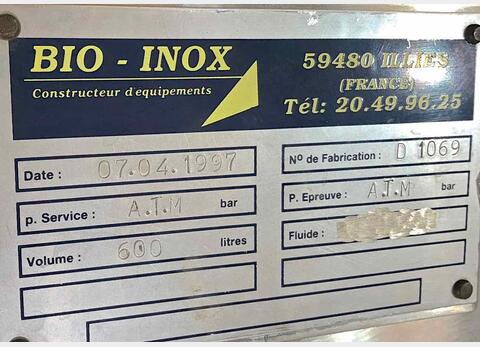 BIO - INOX
Constructeur d'équipements
59480 ILLIES
(FRANCE)
Tél: 20.49.96.25
Date : 07.04.1997
N° de Fabrication : D 1069
p. Service : A.T.M bar
P. Epreuve : A.T.M bar
Volume : 600 litres
Fluide :